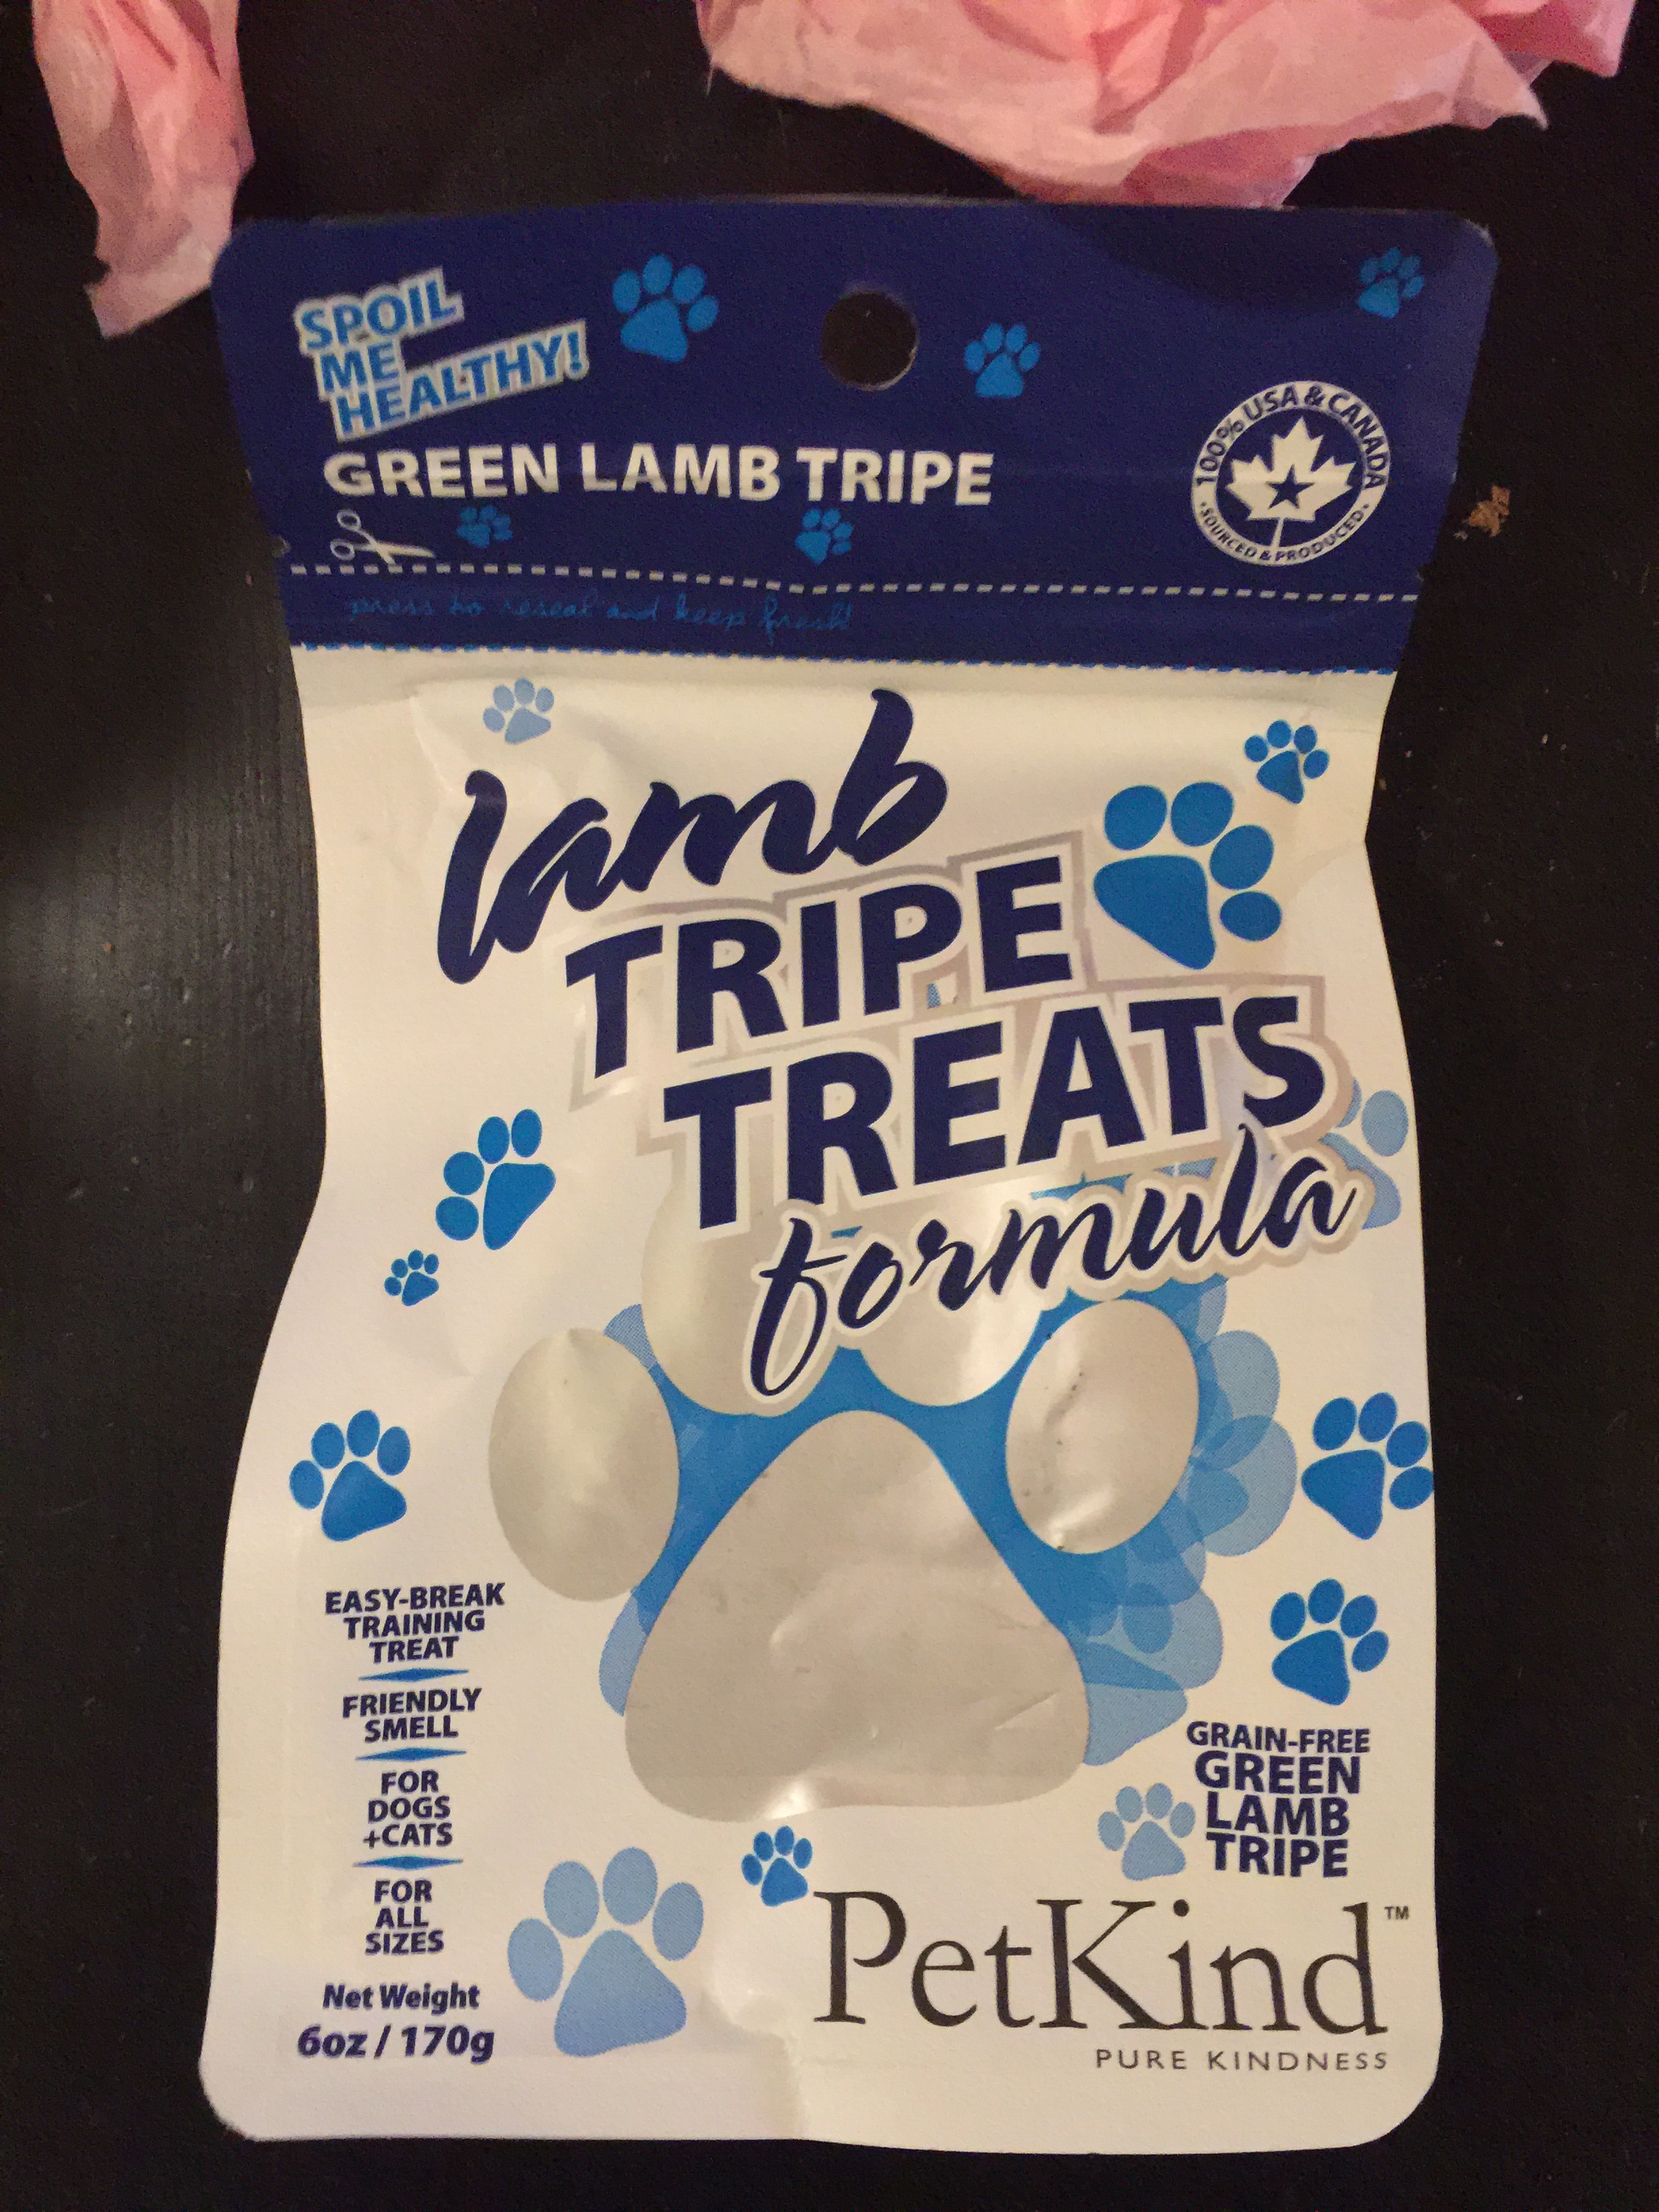 SPOIL
ME
HEALTHY!
GREEN LAMB TRIPE
100% USA & CANADA
• SOURCED & PRODUCED •
press to reseal and keep fresh!
lamb
TRIPE
TREATS
formula
EASY-BREAK
TRAINING
TREAT
FRIENDLY
SMELL
FOR
DOGS
+CATS
FOR
ALL
SIZES
Net Weight
6oz / 170g
GRAIN-FREE
GREEN
LAMB
TRIPE
PetKind™
PURE KINDNESS